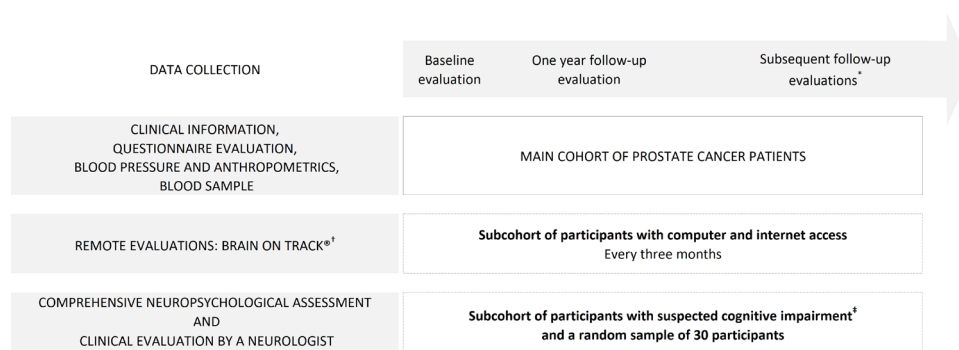 DATA COLLECTION
Baseline
evaluation
One year follow-up
evaluation
Subsequent follow-up
evaluations*
CLINICAL INFORMATION,
QUESTIONNAIRE EVALUATION,
BLOOD PRESSURE AND ANTHROPOMETRICS,
BLOOD SAMPLE
MAIN COHORT OF PROSTATE CANCER PATIENTS
REMOTE EVALUATIONS: BRAIN ON TRACK®†
Subcohort of participants with computer and internet access
Every three months
COMPREHENSIVE NEUROPSYCHOLOGICAL ASSESSMENT
AND
CLINICAL EVALUATION BY A NEUROLOGIST
Subcohort of participants with suspected cognitive impairment‡
and a random sample of 30 participants